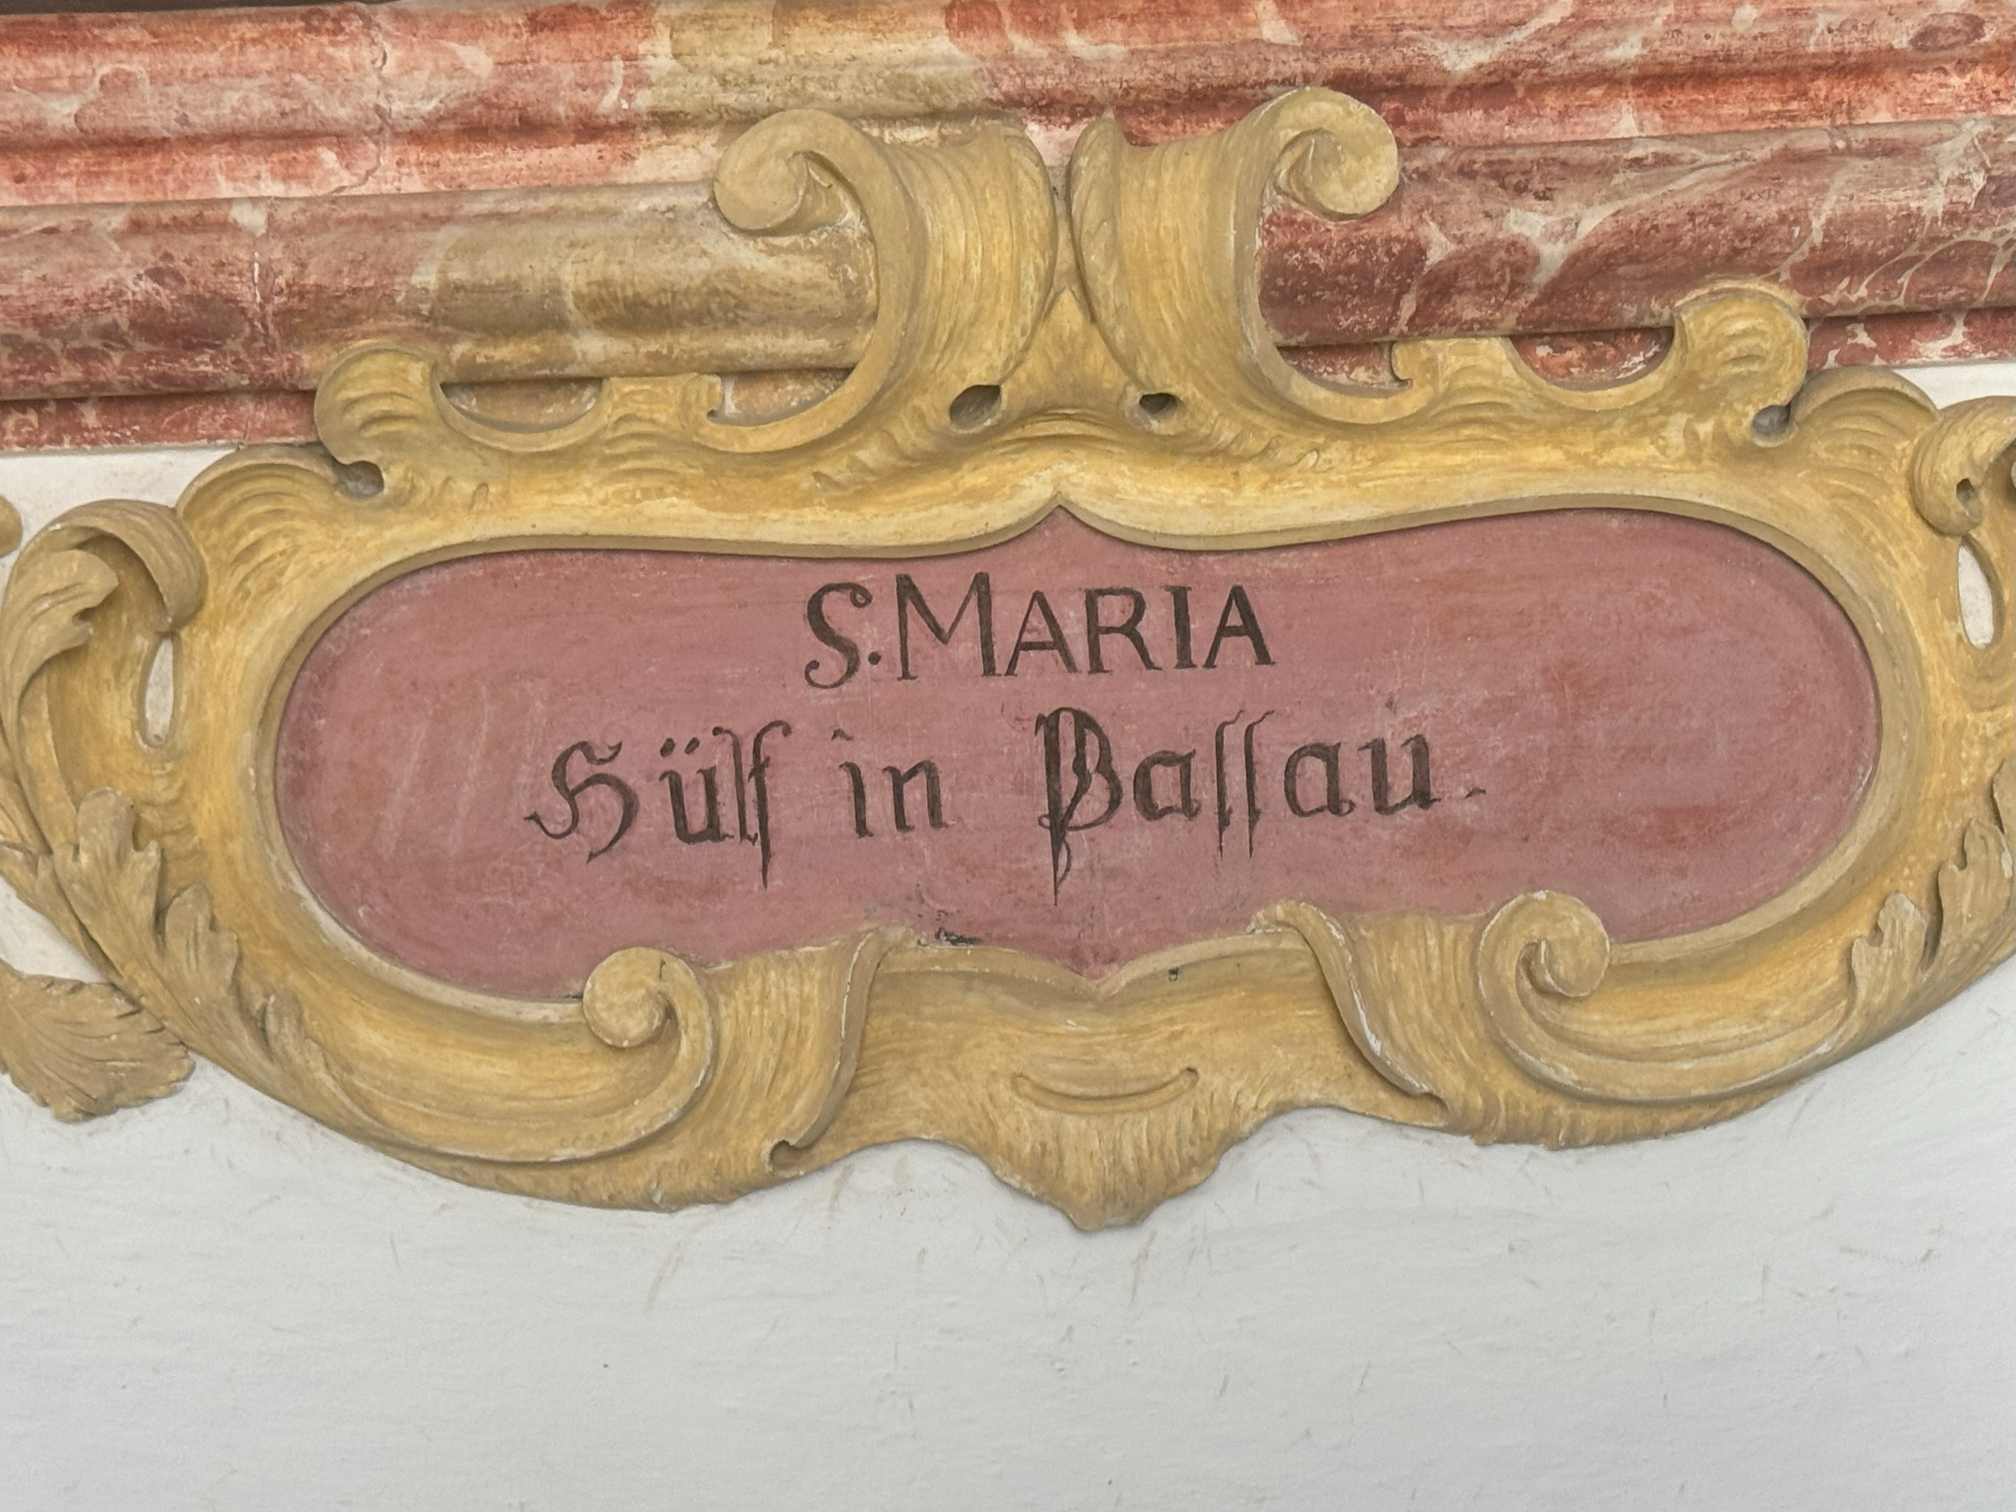 S. MARIA
Hülf in Paſſau.